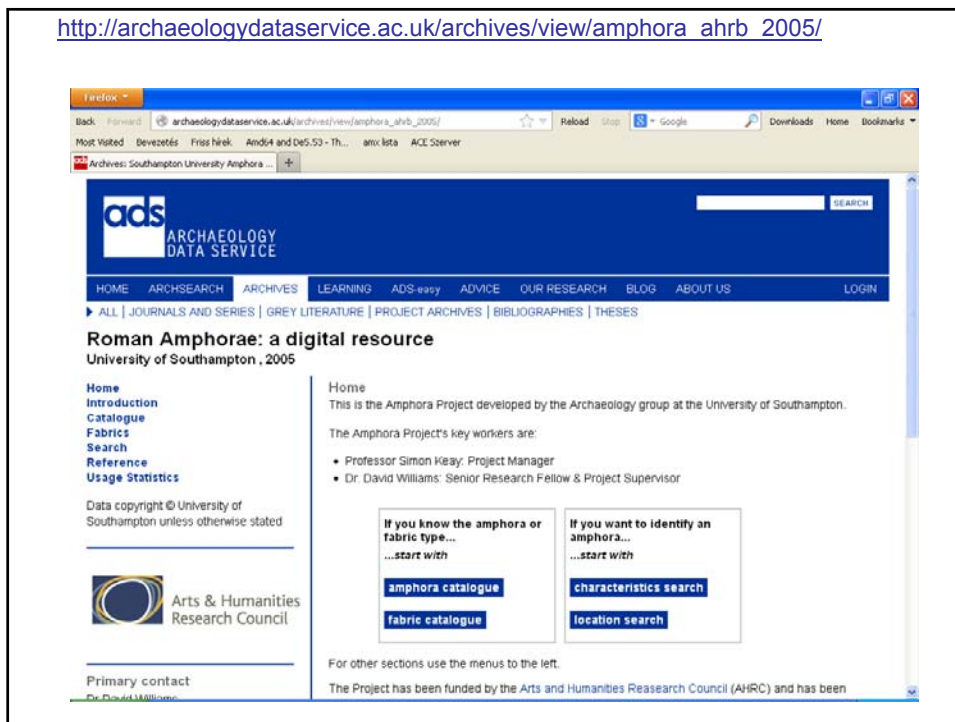 http://archaeologydataservice.ac.uk/archives/view/amphora_ahrb_2005/
Firefox
Back Forward archaeologydataservice.ac.uk/archives/view/amphora_ahrb_2005/ Reload Stop Google Downloads Home Bookmarks
Most Visited Bevezetés Friss hírek Amd64 and De5.53 - Th... amx lista ACE Szerver
Archives: Southampton University Amphora ...
ads
ARCHAEOLOGY
DATA SERVICE
SEARCH
HOME ARCHSEARCH ARCHIVES LEARNING ADS-easy ADVICE OUR RESEARCH BLOG ABOUT US LOGIN
ALL | JOURNALS AND SERIES | GREY LITERATURE | PROJECT ARCHIVES | BIBLIOGRAPHIES | THESES
Roman Amphorae: a digital resource
University of Southampton , 2005
Home
Introduction
Catalogue
Fabrics
Search
Reference
Usage Statistics
Data copyright © University of
Southampton unless otherwise stated
Arts & Humanities
Research Council
Primary contact
Dr David Williams
Home
This is the Amphora Project developed by the Archaeology group at the University of Southampton.
The Amphora Project's key workers are:
• Professor Simon Keay: Project Manager
• Dr. David Williams: Senior Research Fellow & Project Supervisor
If you know the amphora or
fabric type...
...start with
amphora catalogue
fabric catalogue
If you want to identify an
amphora...
...start with
characteristics search
location search
For other sections use the menus to the left.
The Project has been funded by the Arts and Humanities Reasearch Council (AHRC) and has been